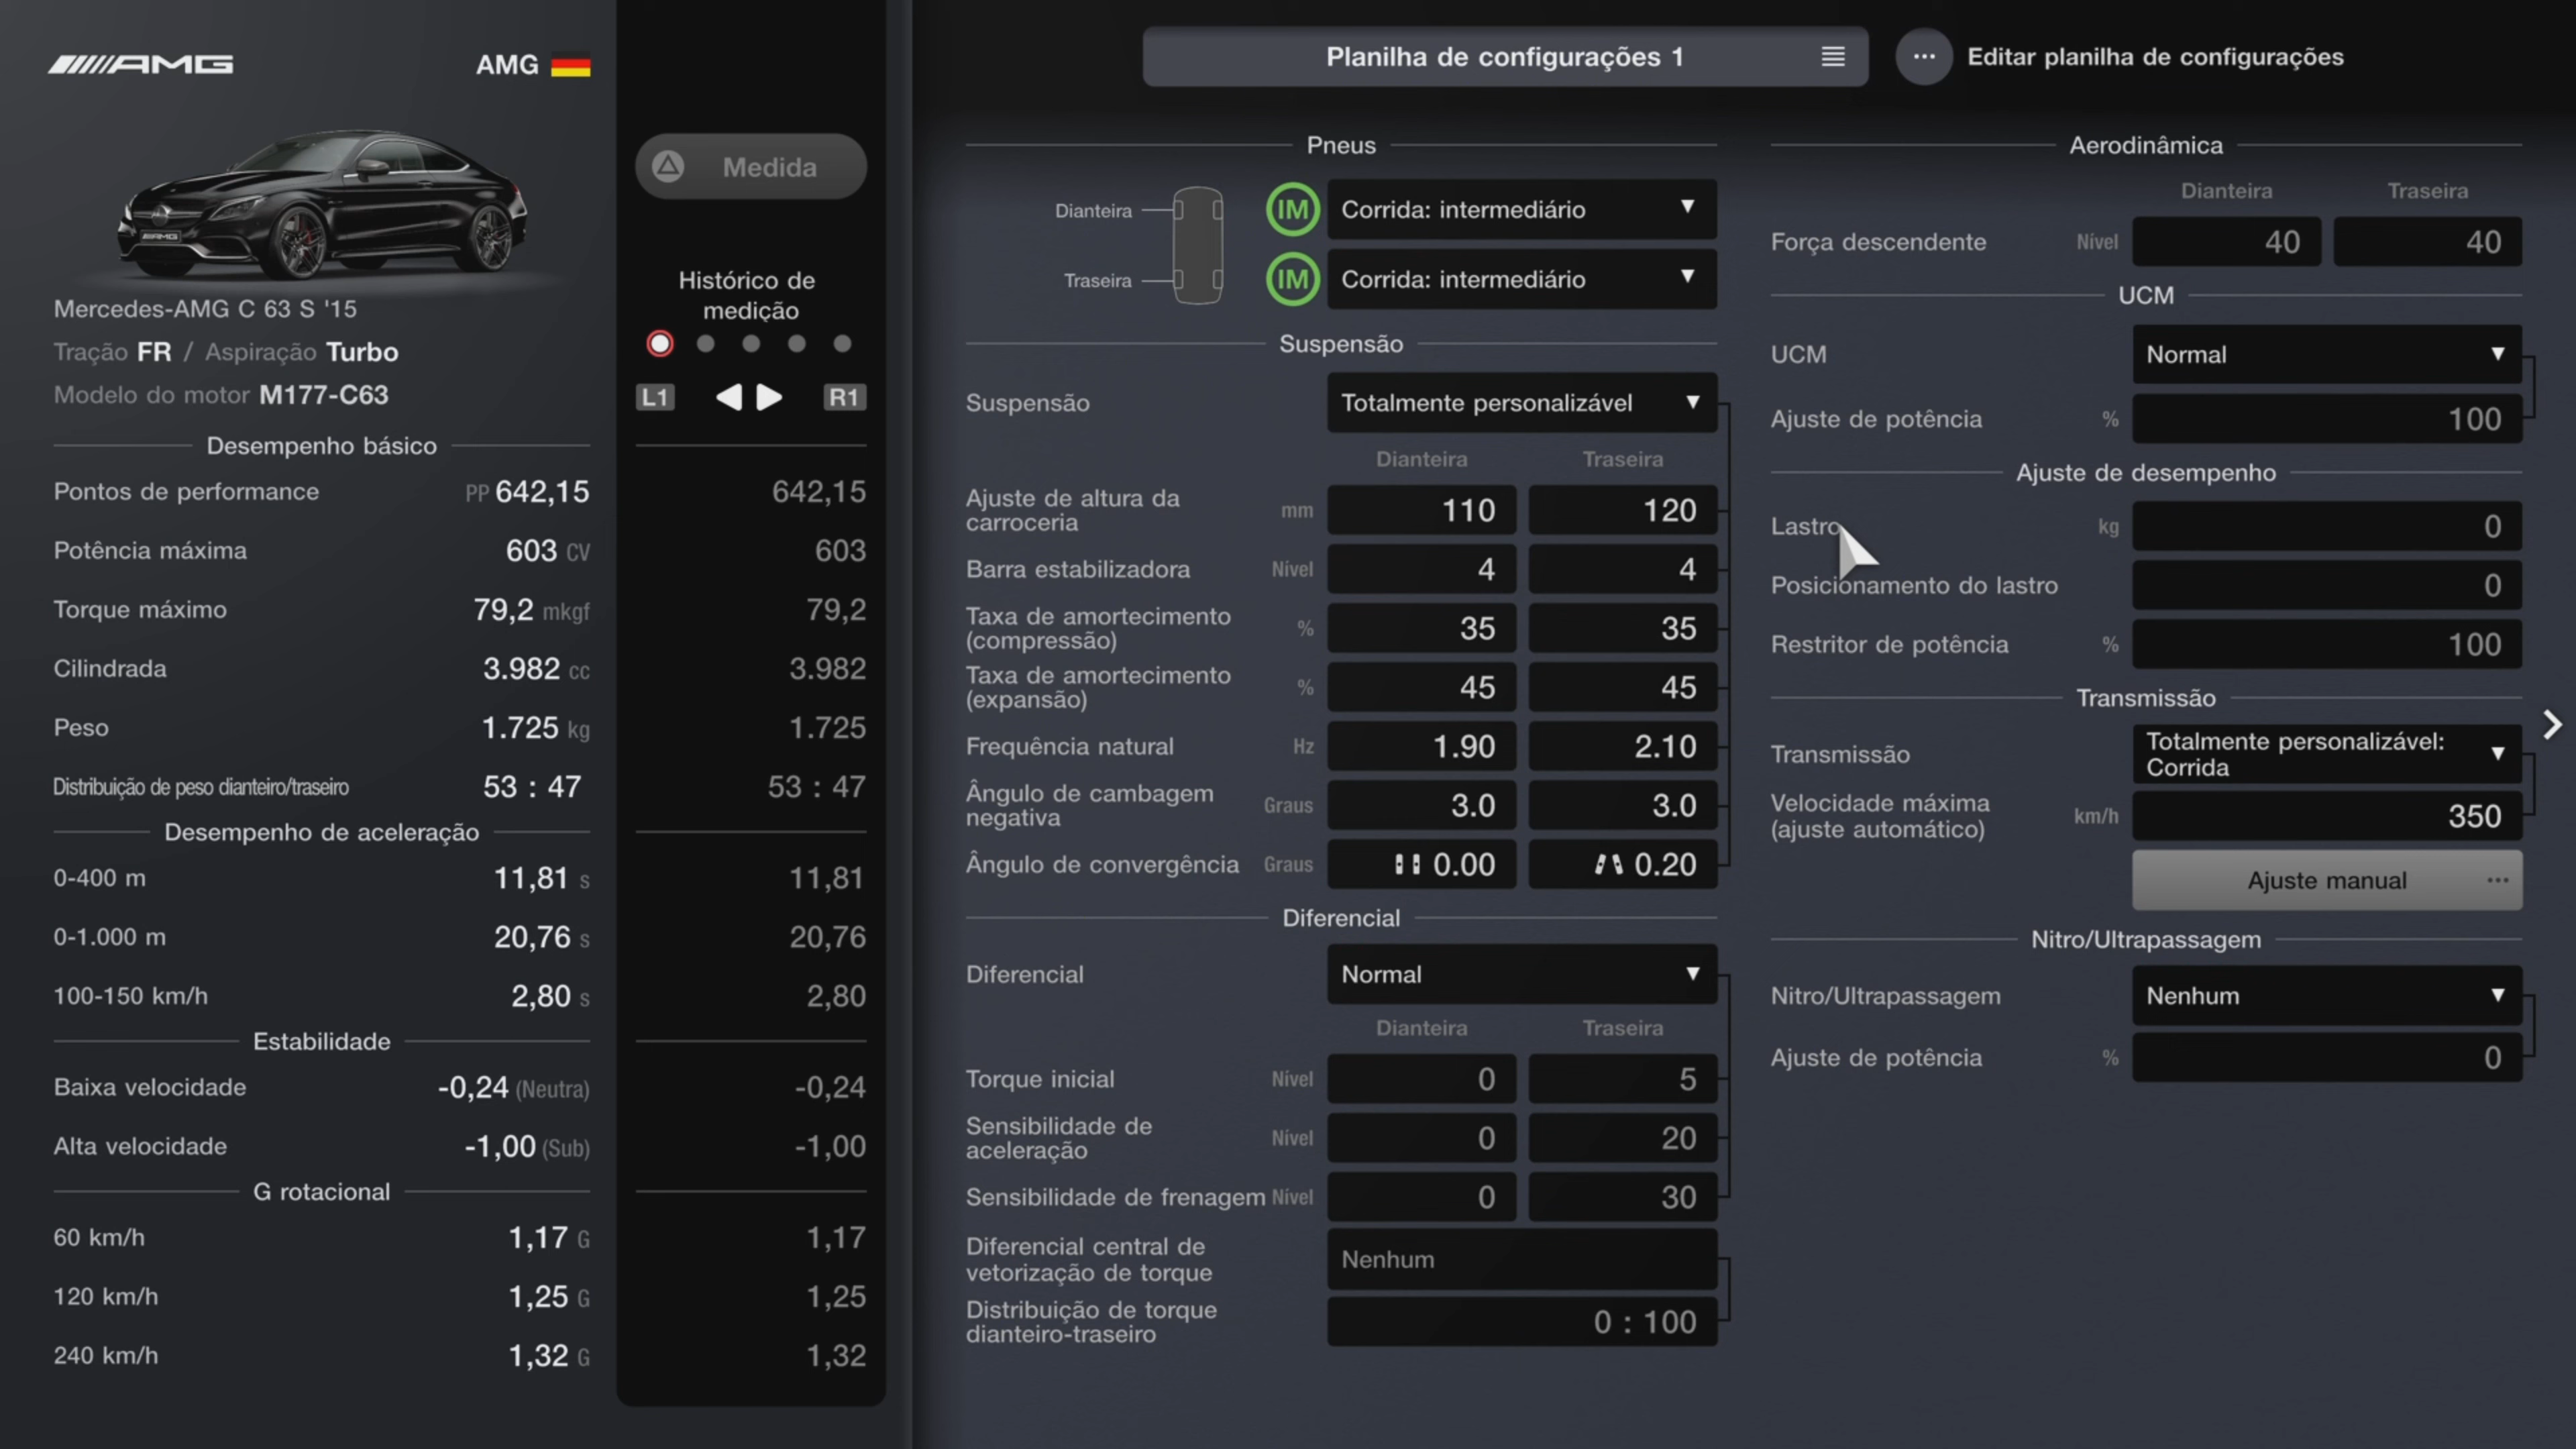 AMG
AMG
Mercedes-AMG C 63 S '15
Tração FR / Aspiração Turbo
Modelo do motor M177-C63
Desempenho básico
Pontos de performance PP 642,15
Potência máxima 603 CV
Torque máximo 79,2 mkgf
Cilindrada 3.982 cc
Peso 1.725 kg
Distribuição de peso dianteiro/traseiro 53 : 47
Desempenho de aceleração
0-400 m 11,81 s
0-1.000 m 20,76 s
100-150 km/h 2,80 s
Estabilidade
Baixa velocidade -0,24 (Neutra)
Alta velocidade -1,00 (Sub)
G rotacional
60 km/h 1,17 G
120 km/h 1,25 G
240 km/h 1,32 G
Medida
Histórico de
medição
L1 R1
642,15
603
79,2
3.982
1.725
53 : 47
11,81
20,76
2,80
-0,24
-1,00
1,17
1,25
1,32
Planilha de configurações 1
Editar planilha de configurações
Pneus
Dianteira IM Corrida: intermediário
Traseira IM Corrida: intermediário
Suspensão
Suspensão Totalmente personalizável
Dianteira Traseira
Ajuste de altura da
carroceria mm 110 120
Barra estabilizadora Nível 4 4
Taxa de amortecimento
(compressão) % 35 35
Taxa de amortecimento
(expansão) % 45 45
Frequência natural Hz 1.90 2.10
Ângulo de cambagem
negativa Graus 3.0 3.0
Ângulo de convergência Graus 0.00 0.20
Diferencial
Diferencial Normal
Dianteira Traseira
Torque inicial Nível 0 5
Sensibilidade de
aceleração Nível 0 20
Sensibilidade de frenagem Nível 0 30
Diferencial central de
vetorização de torque Nenhum
Distribuição de torque
dianteiro-traseiro 0 : 100
Aerodinâmica
Dianteira Traseira
Força descendente Nível 40 40
UCM
UCM Normal
Ajuste de potência % 100
Ajuste de desempenho
Lastro kg 0
Posicionamento do lastro 0
Restritor de potência % 100
Transmissão
Transmissão Totalmente personalizável:
Corrida
Velocidade máxima
(ajuste automático) km/h 350
Ajuste manual
Nitro/Ultrapassagem
Nitro/Ultrapassagem Nenhum
Ajuste de potência % 0